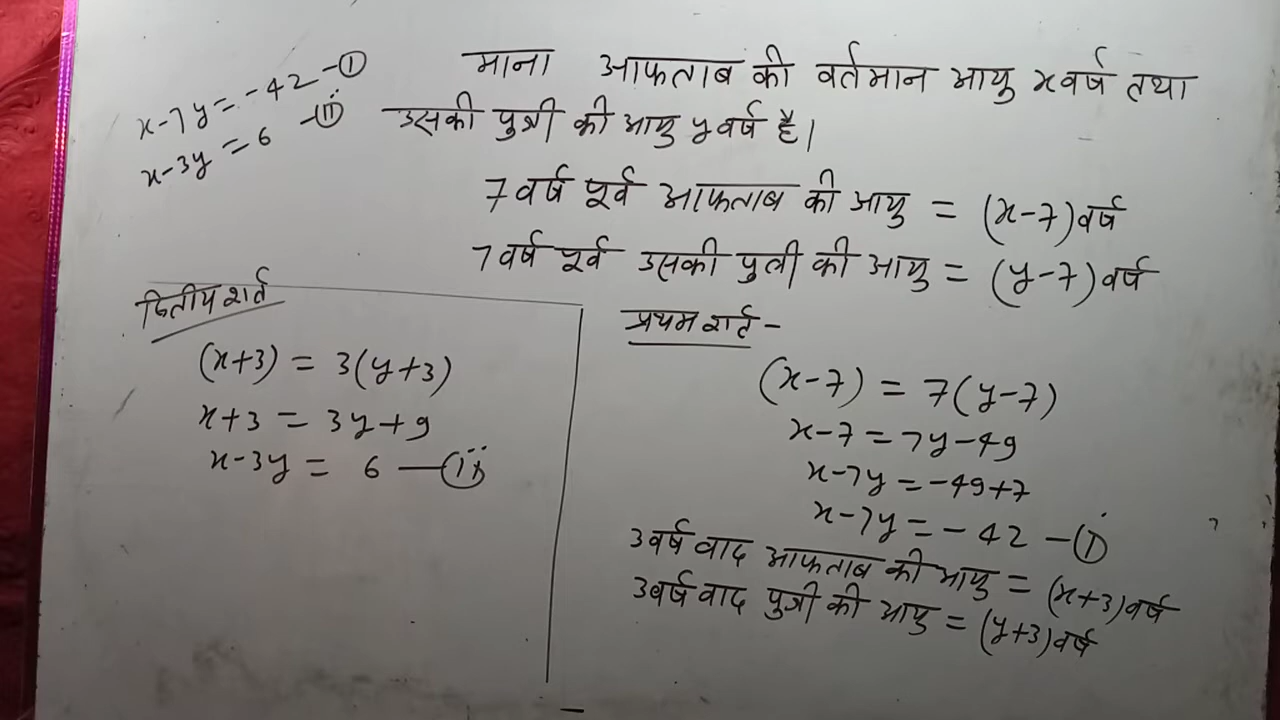 x-7y = -42 -(i)
x-3y = 6 -(ii)
माना आफताब की वर्तमान आयु x वर्ष तथा
उसकी पुत्री की आयु y वर्ष है।
7 वर्ष पूर्व आफताब की आयु = (x-7) वर्ष
7 वर्ष पूर्व उसकी पुत्री की आयु = (y-7) वर्ष
प्रथम शर्त -
(x-7) = 7(y-7)
x-7 = 7y-49
x-7y = -49+7
x-7y = -42 -(i)
3 वर्ष वाद आफताब की आयु = (x+3) वर्ष
3 वर्ष वाद पुत्री की आयु = (y+3) वर्ष
द्वितीय शर्त
(x+3) = 3(y+3)
x+3 = 3y+9
x-3y = 6 -(ii)